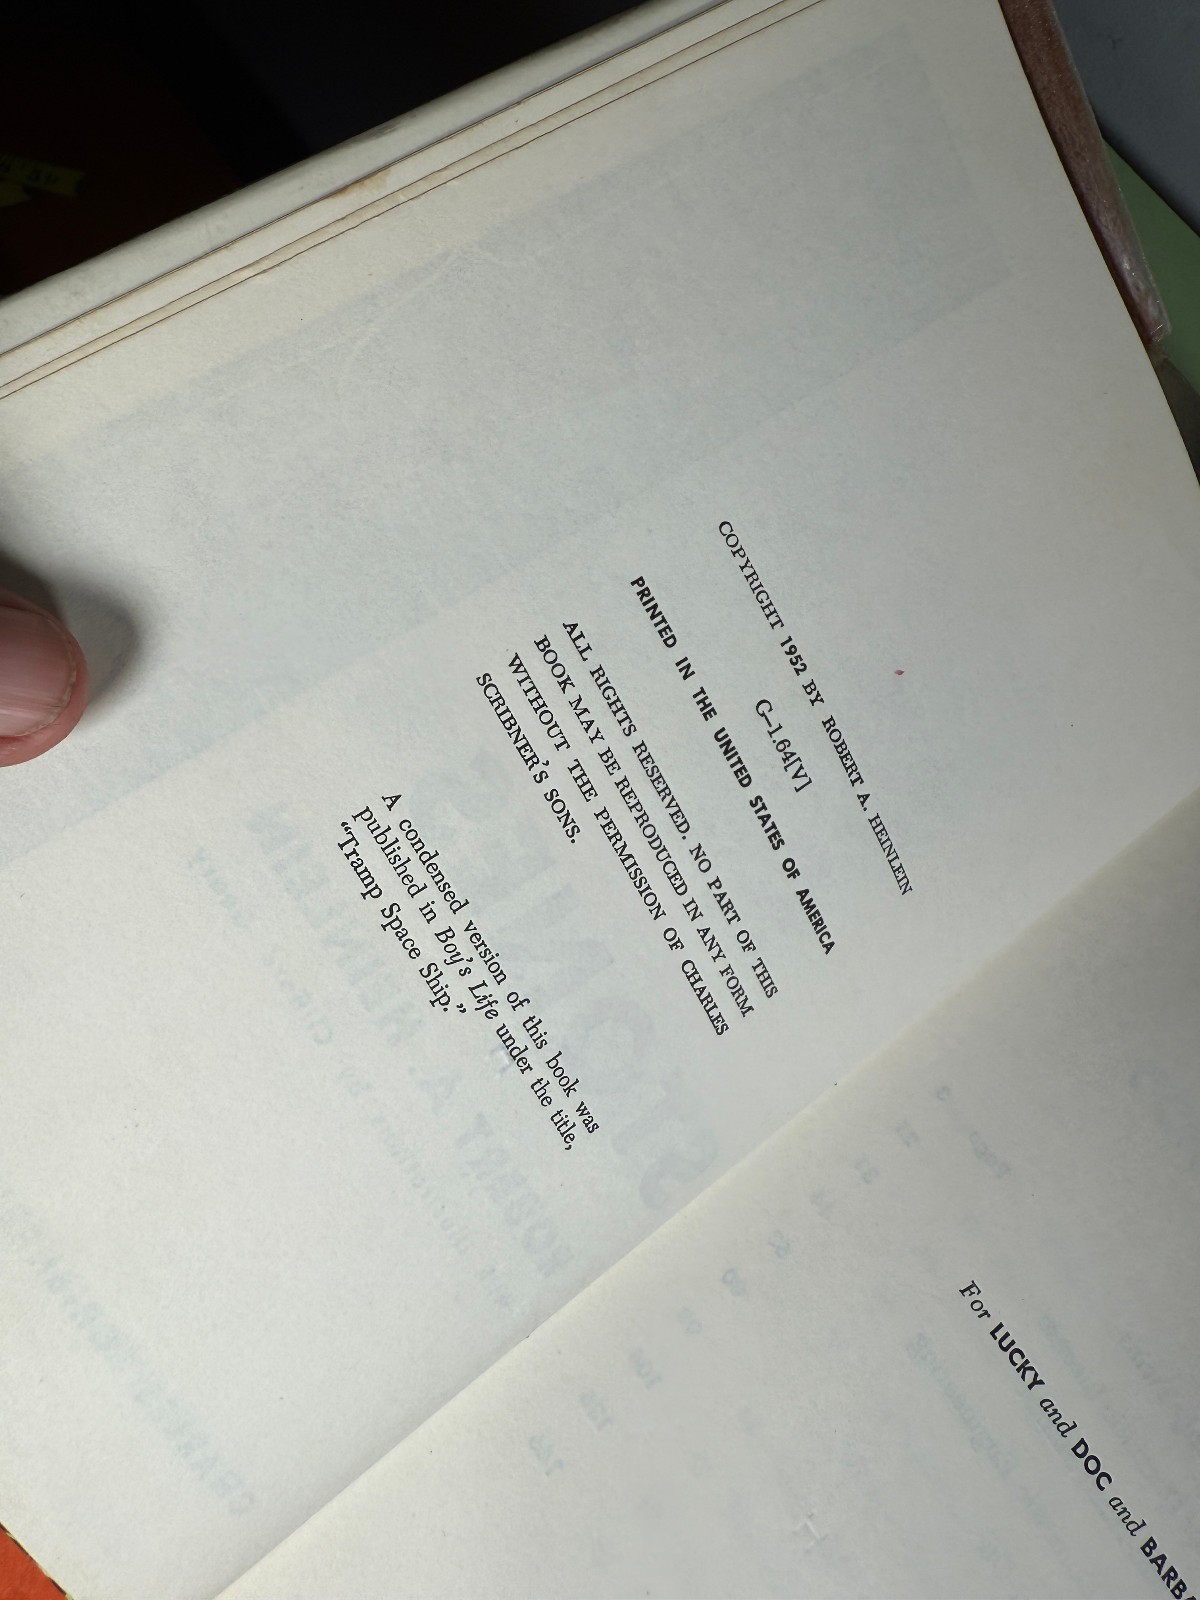 COPYRIGHT 1952 BY ROBERT A. HEINLEIN
C–1.64[V]
PRINTED IN THE UNITED STATES OF AMERICA
ALL RIGHTS RESERVED. NO PART OF THIS
BOOK MAY BE REPRODUCED IN ANY FORM
WITHOUT THE PERMISSION OF CHARLES
SCRIBNER'S SONS.
A condensed version of this book was
published in Boy's Life under the title,
“Tramp Space Ship.”
For LUCKY and DOC and